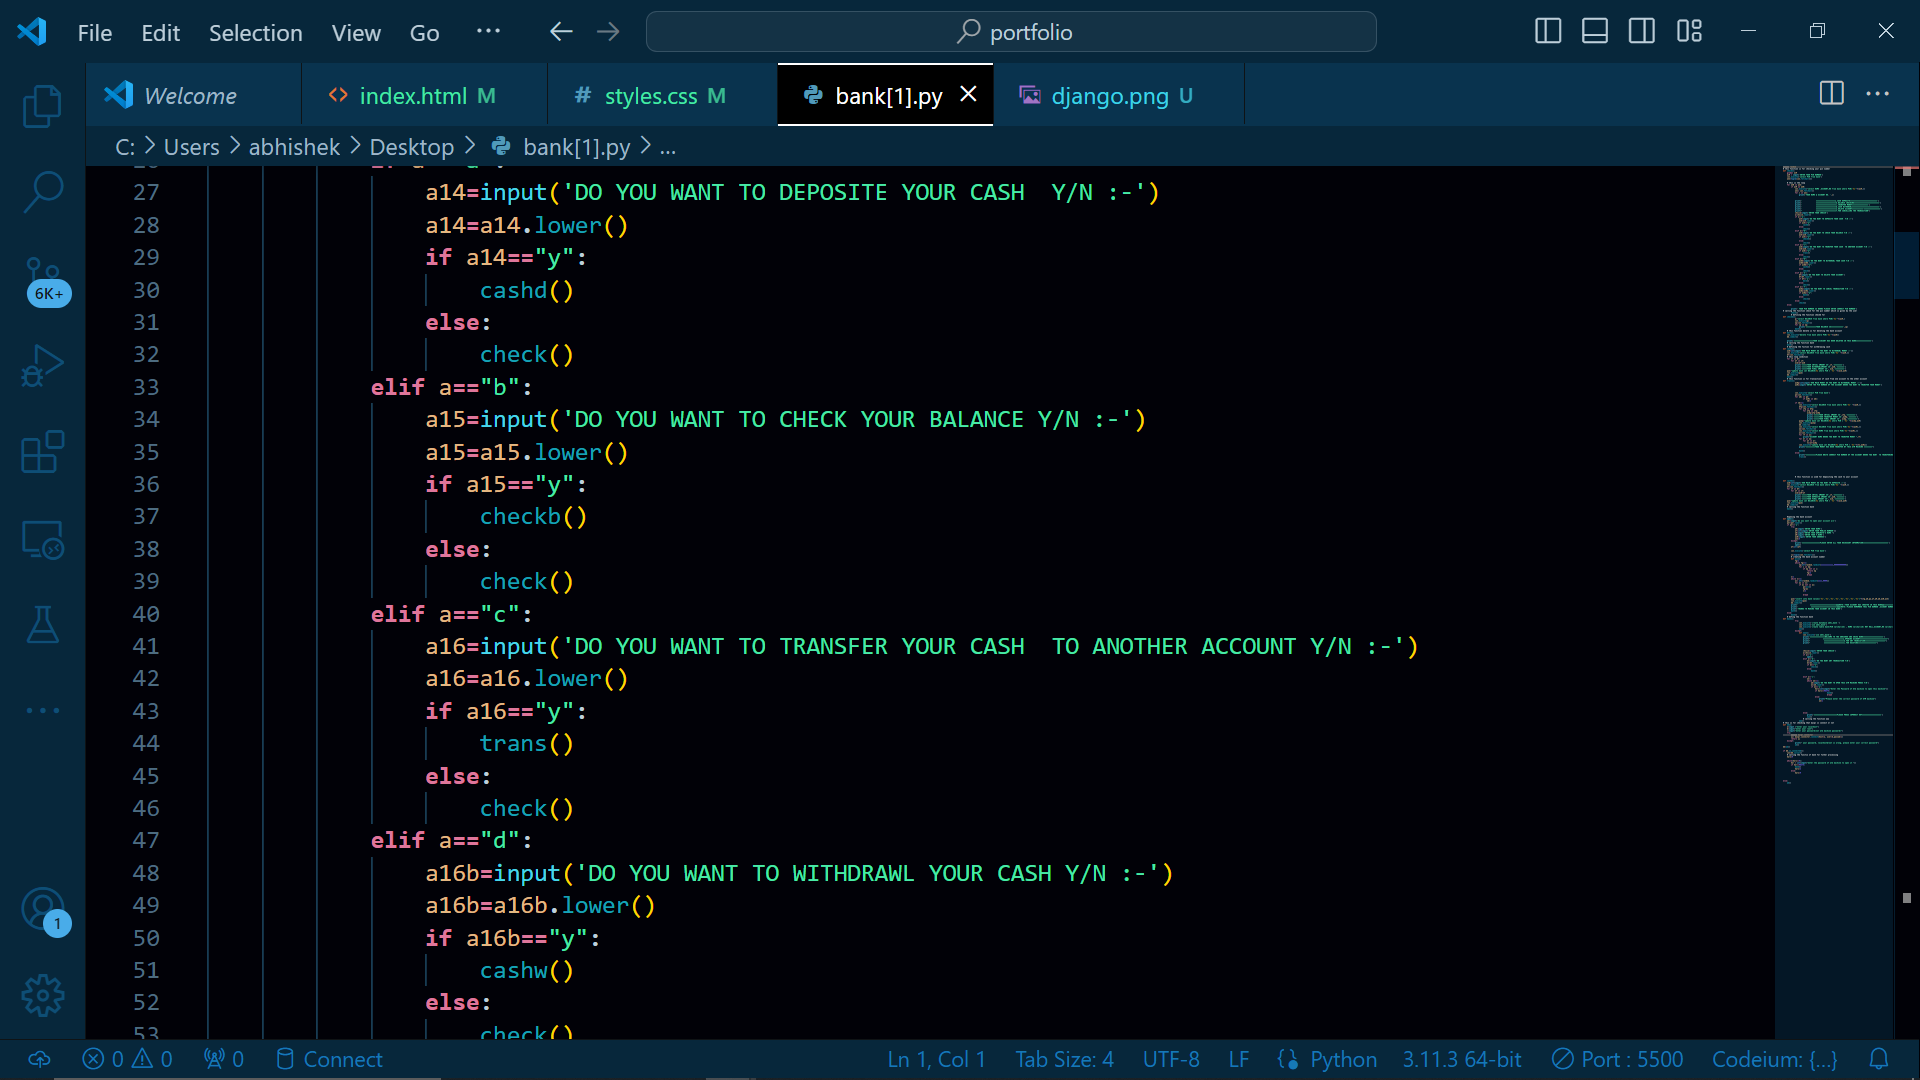 File Edit Selection View Go ··· portfolio
Welcome index.html M styles.css M bank[1].py django.png U
C: > Users > abhishek > Desktop > bank[1].py > ...
27 a14=input('DO YOU WANT TO DEPOSITE YOUR CASH  Y/N :-')
28 a14=a14.lower()
29 if a14=="y":
30 cashd()
31 else:
32 check()
33 elif a=="b":
34 a15=input('DO YOU WANT TO CHECK YOUR BALANCE Y/N :-')
35 a15=a15.lower()
36 if a15=="y":
37 checkb()
38 else:
39 check()
40 elif a=="c":
41 a16=input('DO YOU WANT TO TRANSFER YOUR CASH  TO ANOTHER ACCOUNT Y/N :-')
42 a16=a16.lower()
43 if a16=="y":
44 trans()
45 else:
46 check()
47 elif a=="d":
48 a16b=input('DO YOU WANT TO WITHDRAWL YOUR CASH Y/N :-')
49 a16b=a16b.lower()
50 if a16b=="y":
51 cashw()
52 else:
53 check()
6K+
1
0 0 0 Connect Ln 1, Col 1 Tab Size: 4 UTF-8 LF Python 3.11.3 64-bit Port : 5500 Codeium: {...}